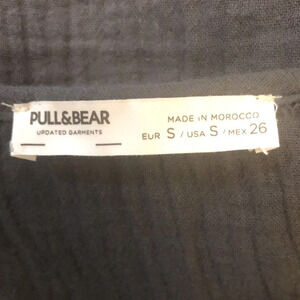 PULL&BEAR
UPDATED GARMENTS
MADE IN MOROCCO
EUR S / USA S / MEX 26